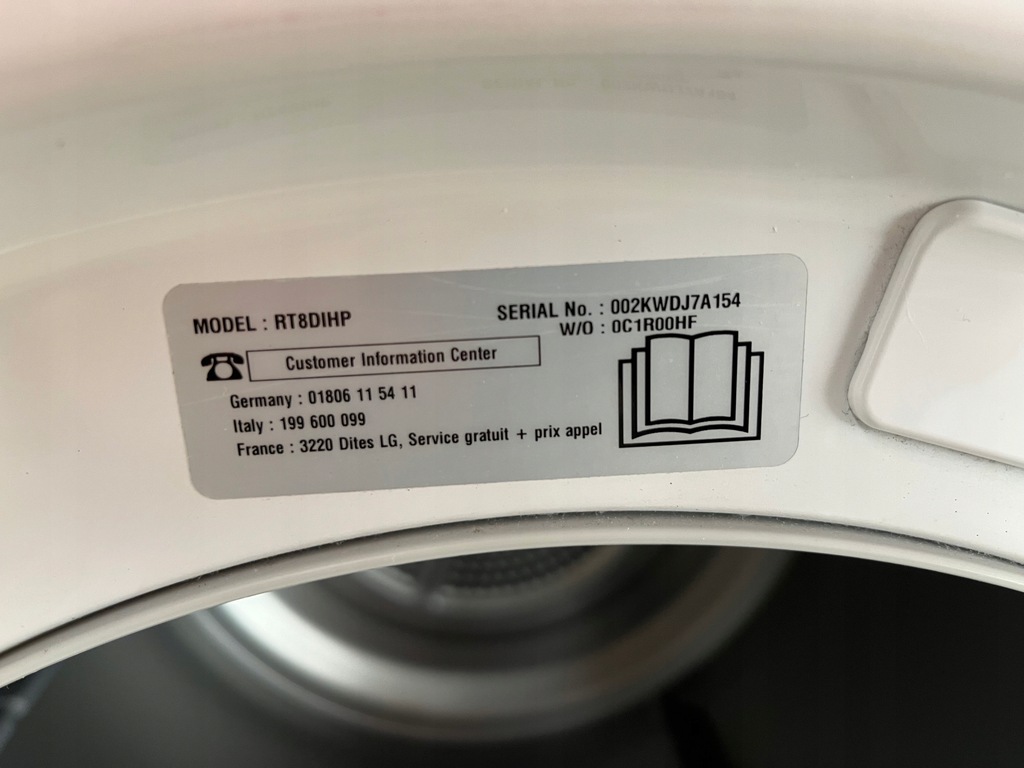 MODEL : RT8DIHP
SERIAL No. : 002KWDJ7A154
W/O : 0C1R00HF
Customer Information Center
Germany : 01806 11 54 11
Italy : 199 600 099
France : 3220 Dites LG, Service gratuit + prix appel